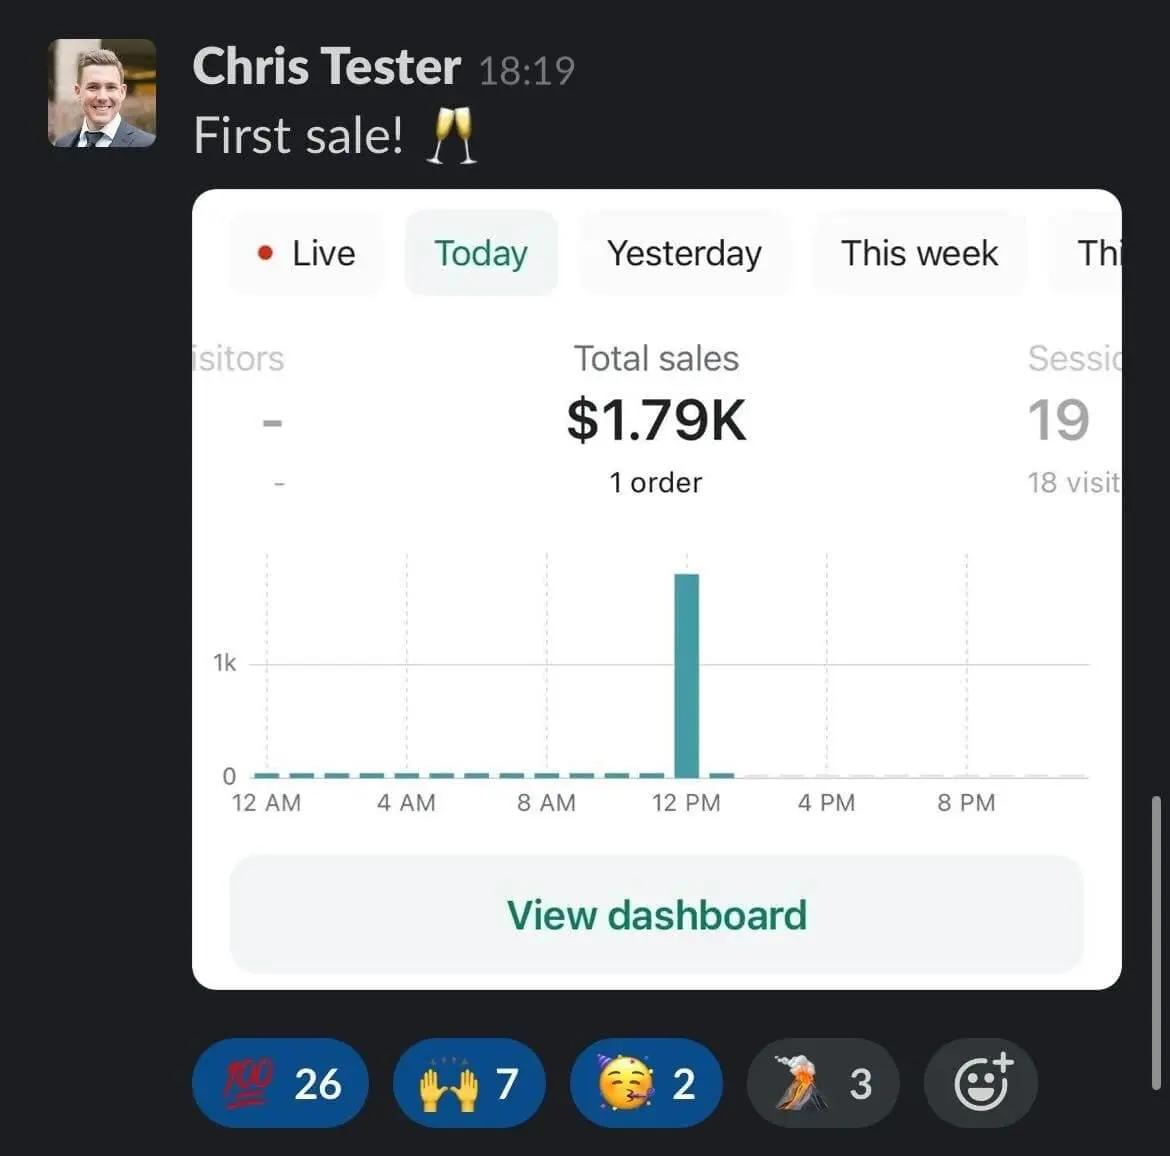 Chris Tester 18:19
First sale! 🥂
Live Today Yesterday This week Thi
isitors Total sales Sessio
- $1.79K 19
- 1 order 18 visit
1k
0
12 AM 4 AM 8 AM 12 PM 4 PM 8 PM
View dashboard
💯 26 🙌 7 🥳 2 🌋 3